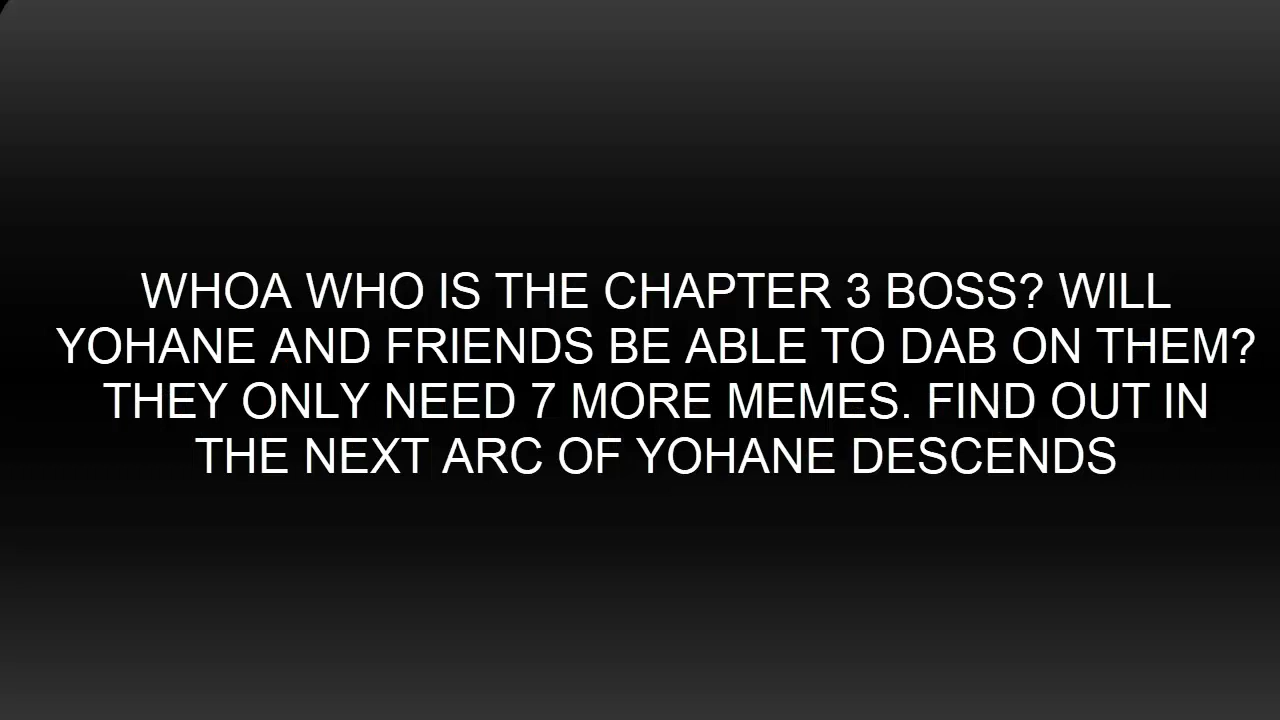 WHOA WHO IS THE CHAPTER 3 BOSS? WILL
YOHANE AND FRIENDS BE ABLE TO DAB ON THEM?
THEY ONLY NEED 7 MORE MEMES. FIND OUT IN
THE NEXT ARC OF YOHANE DESCENDS